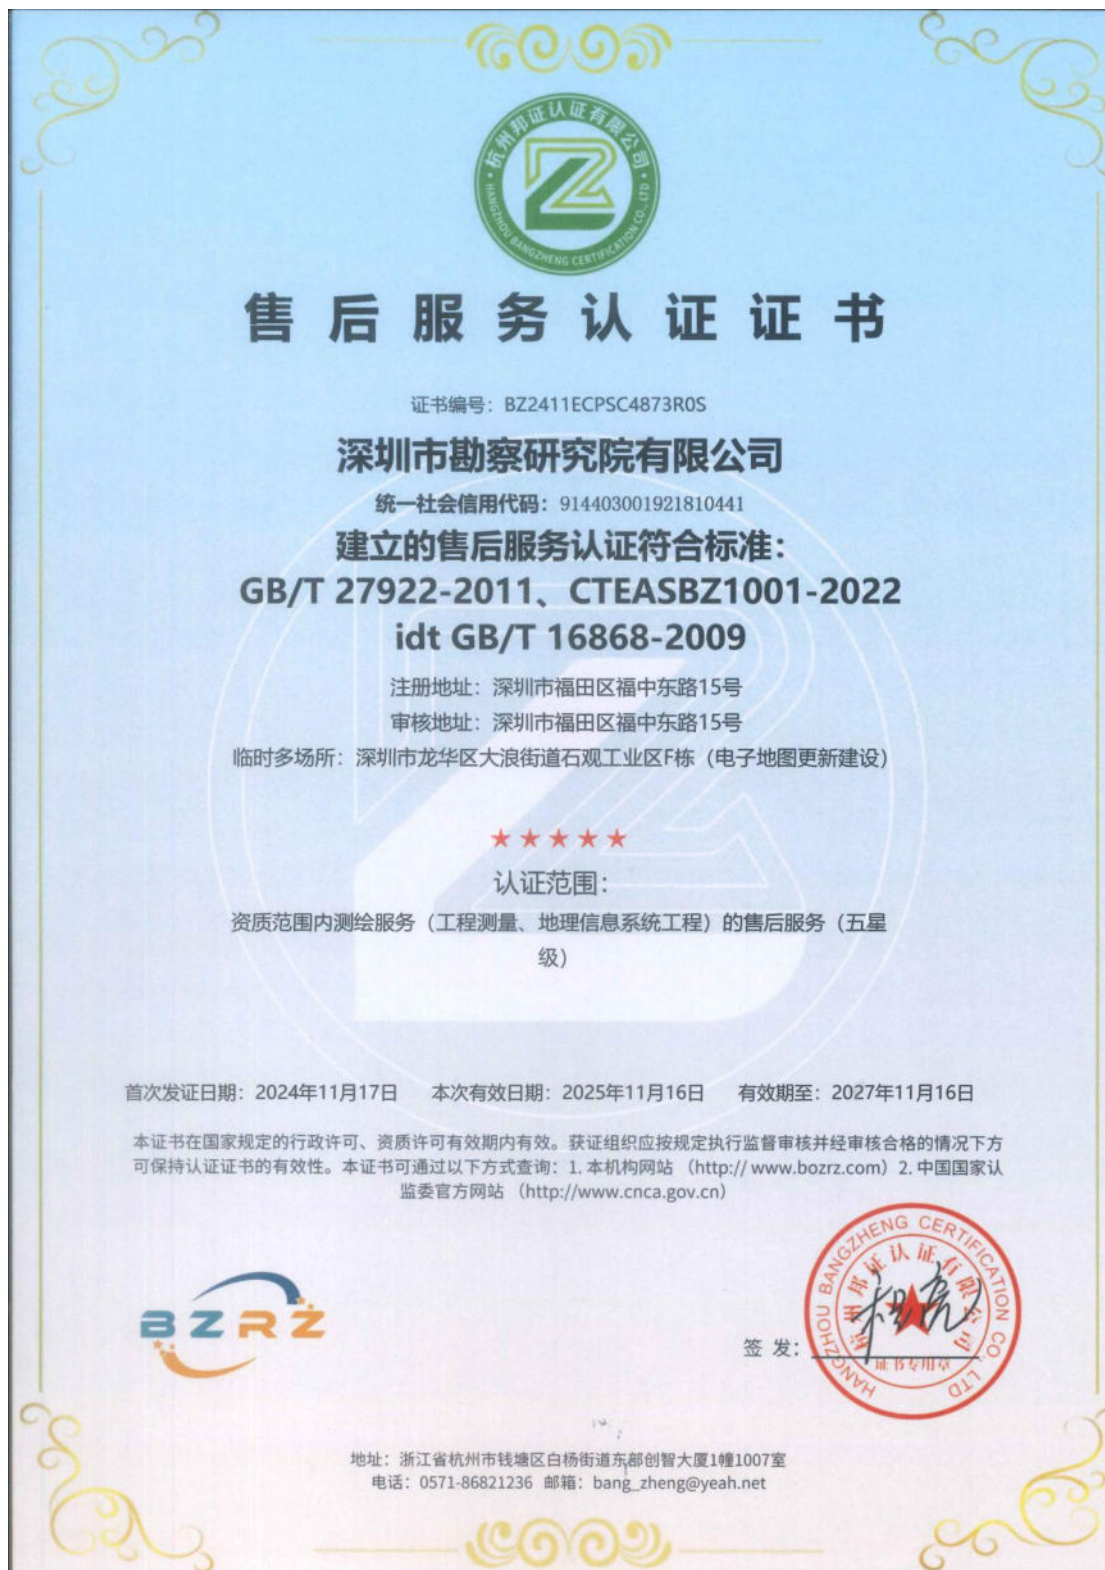 杭州邦证认证有限公司
HANGZHOU BANGZHENG CERTIFICATION CO., LTD
售后服务认证证书
证书编号：BZ2411ECPSC4873R0S
深圳市勘察研究院有限公司
统一社会信用代码：914403001921810441
建立的售后服务认证符合标准：
GB/T 27922-2011、CTEASBZ1001-2022
idt GB/T 16868-2009
注册地址：深圳市福田区福中东路15号
审核地址：深圳市福田区福中东路15号
临时多场所：深圳市龙华区大浪街道石观工业区F栋（电子地图更新建设）
认证范围：
资质范围内测绘服务（工程测量、地理信息系统工程）的售后服务（五星
级）
首次发证日期：2024年11月17日 本次有效日期：2025年11月16日 有效期至：2027年11月16日
本证书在国家规定的行政许可、资质许可有效期内有效。获证组织应按规定执行监督审核并经审核合格的情况下方
可保持认证证书的有效性。本证书可通过以下方式查询：1. 本机构网站 （http:// www.bozrz.com）2. 中国国家认
监委官方网站 （http://www.cnca.gov.cn）
BZRZ
签 发：
HANGZHOU BANGZHENG CERTIFICATION CO., LTD
杭州邦证认证有限公司
证书专用章
地址：浙江省杭州市钱塘区白杨街道东部创智大厦1幢1007室
电话：0571-86821236 邮箱：bang_zheng@yeah.net